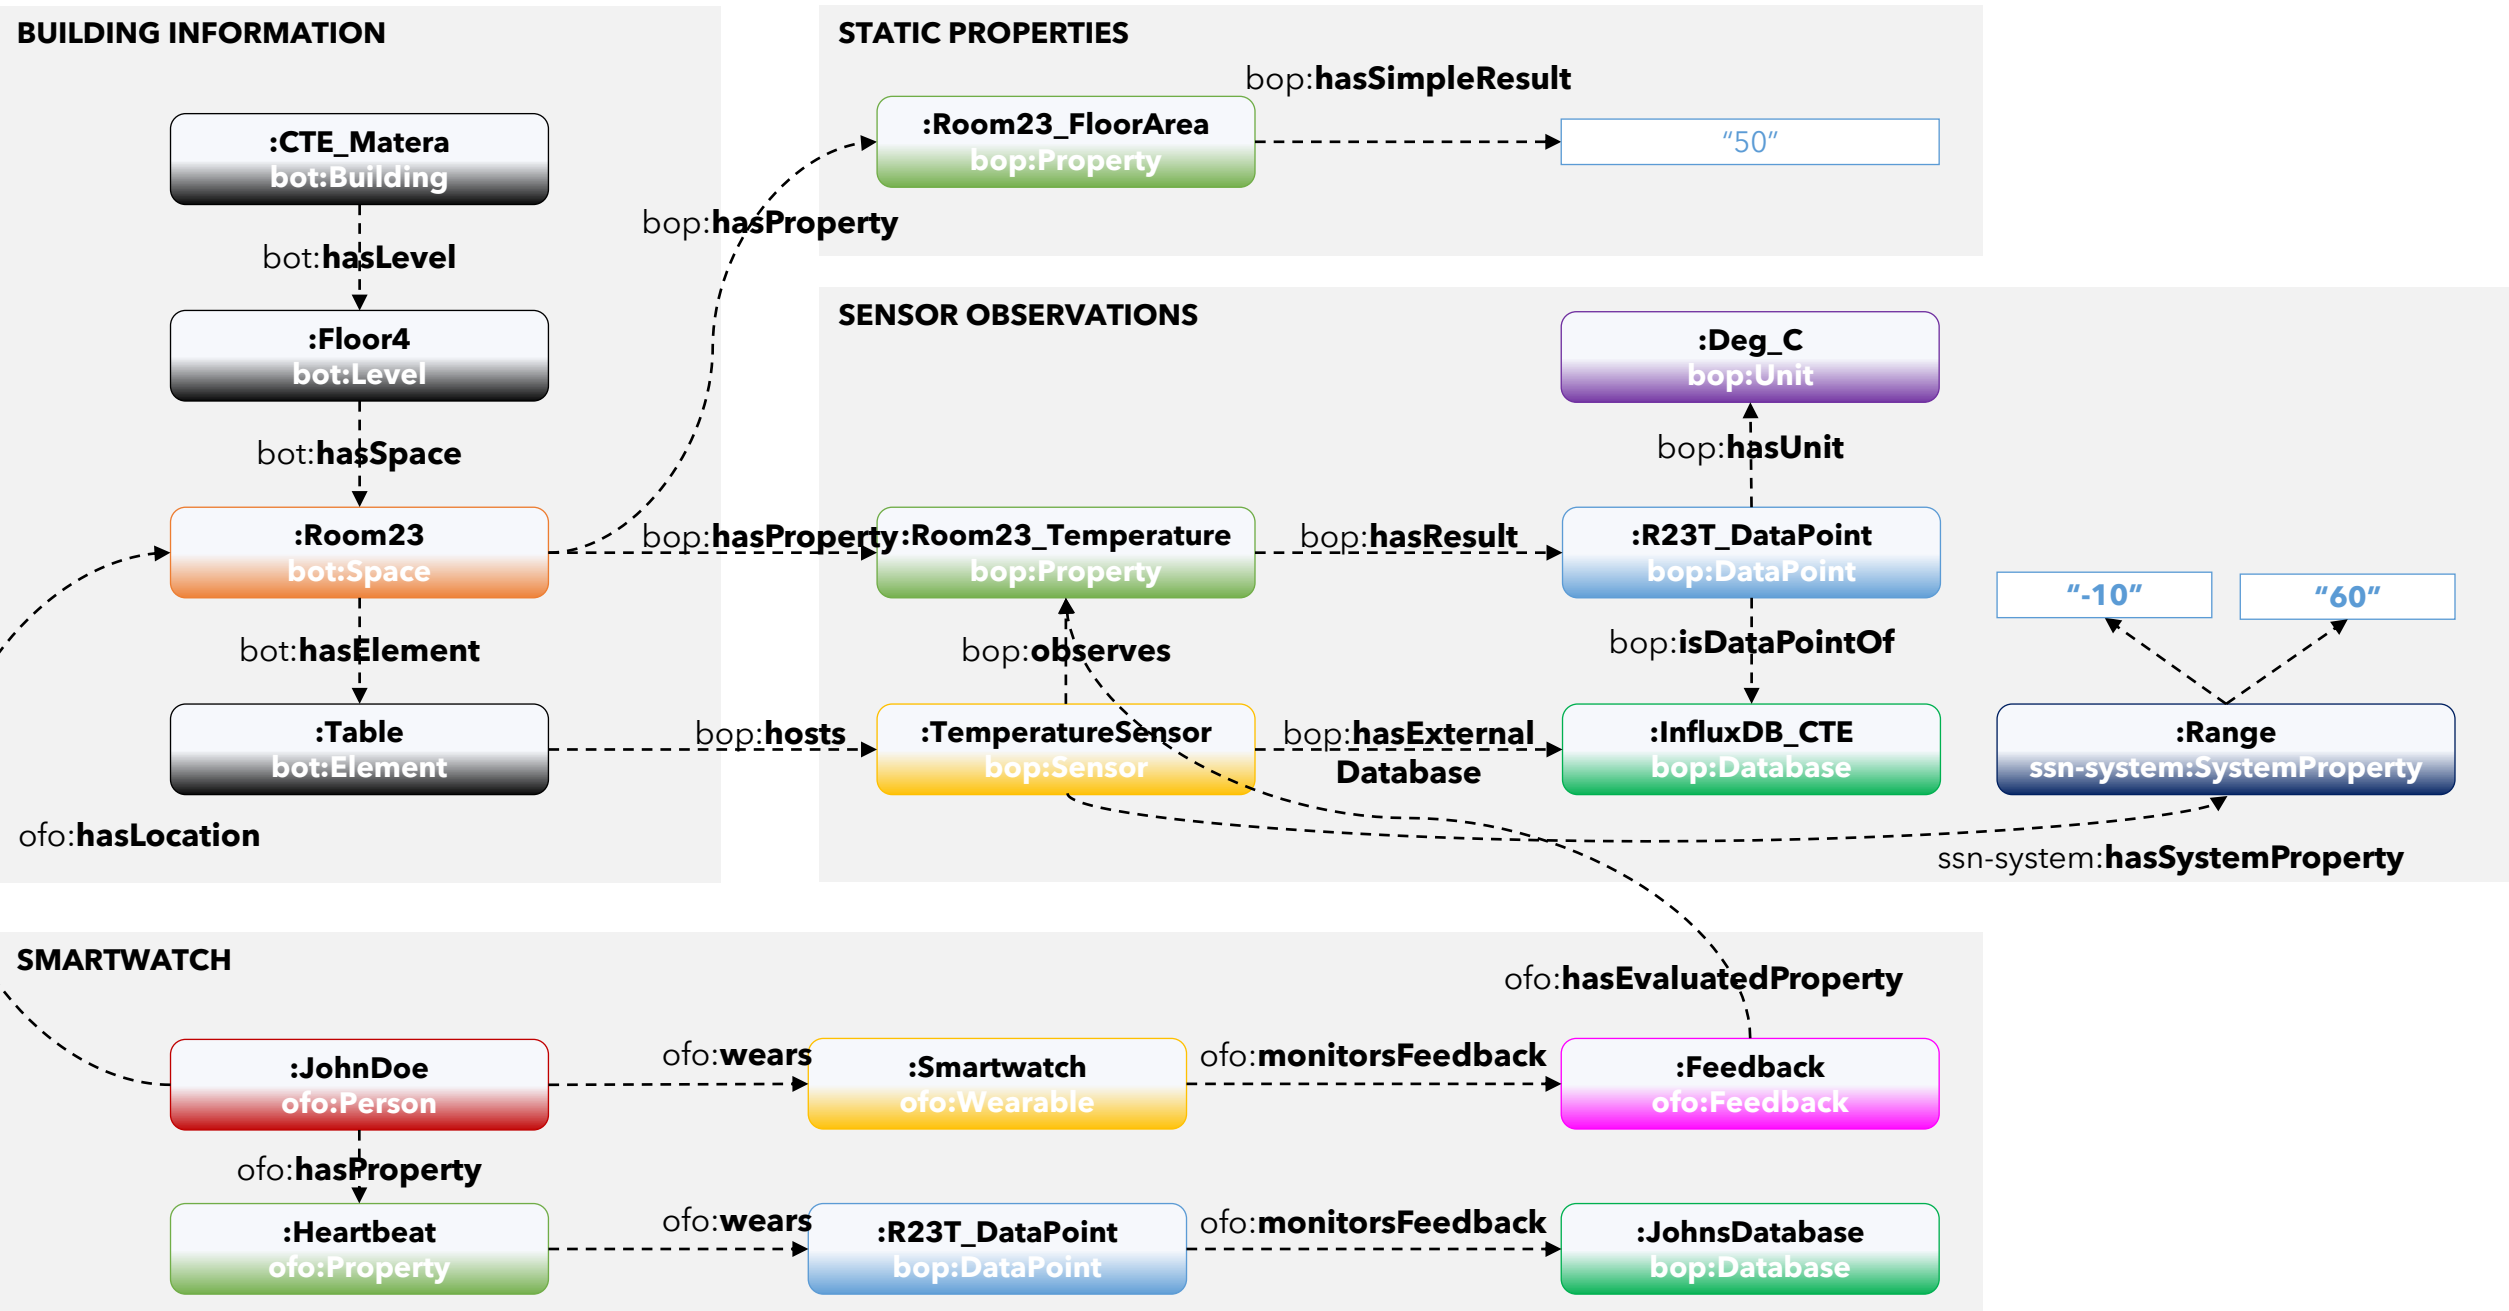 BUILDING INFORMATION
:CTE_Matera
bot:Building
bot:hasLevel
:Floor4
bot:Level
bot:hasSpace
:Room23
bot:Space
bot:hasElement
:Table
bot:Element
ofo:hasLocation
bop:hasProperty
bop:hasProperty
bop:hosts
STATIC PROPERTIES
:Room23_FloorArea
bop:Property
bop:hasSimpleResult
“50”
SENSOR OBSERVATIONS
:Deg_C
bop:Unit
bop:hasUnit
:Room23_Temperature
bop:Property
bop:hasResult
:R23T_DataPoint
bop:DataPoint
“-10”
“60”
bop:observes
bop:isDataPointOf
:TemperatureSensor
bop:Sensor
bop:hasExternal
Database
:InfluxDB_CTE
bop:Database
:Range
ssn-system:SystemProperty
ssn-system:hasSystemProperty
SMARTWATCH
ofo:hasEvaluatedProperty
:JohnDoe
ofo:Person
ofo:wears
:Smartwatch
ofo:Wearable
ofo:monitorsFeedback
:Feedback
ofo:Feedback
ofo:hasProperty
:Heartbeat
ofo:Property
ofo:wears
:R23T_DataPoint
bop:DataPoint
ofo:monitorsFeedback
:JohnsDatabase
bop:Database